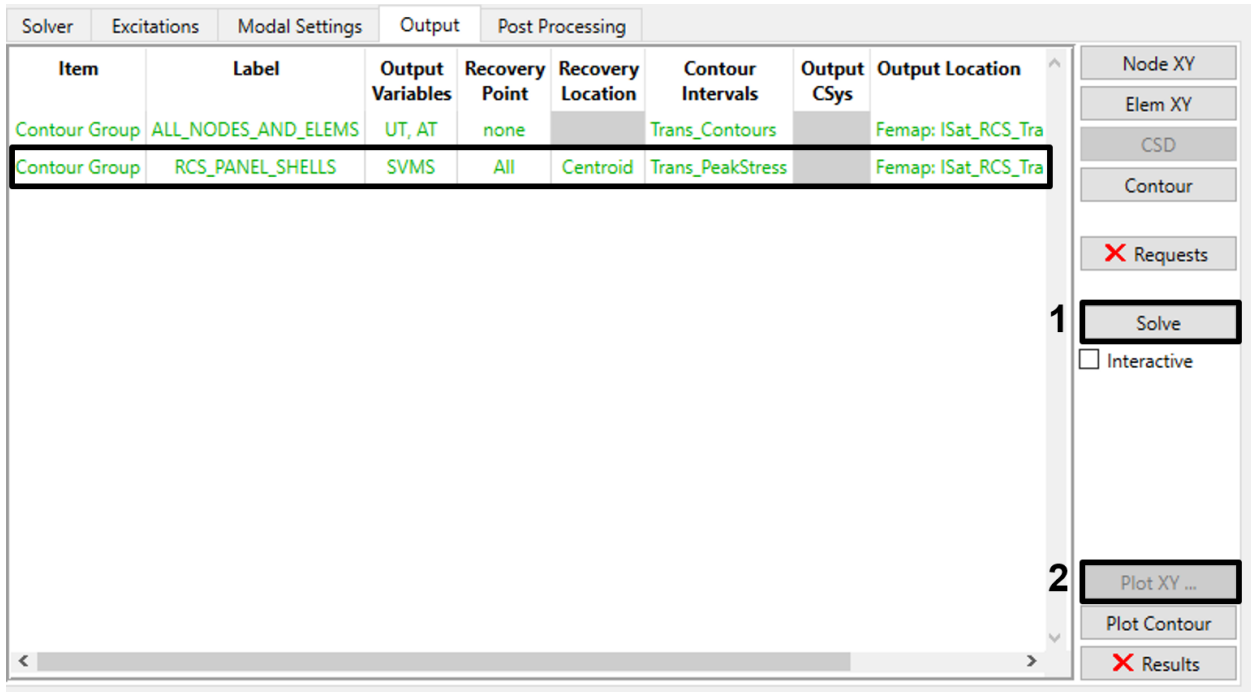 Solver Excitations Modal Settings Output Post Processing
Item Label Output Variables Recovery Point Recovery Location Contour Intervals Output CSys Output Location
Contour Group ALL_NODES_AND_ELEMS UT, AT none Trans_Contours Femap: ISat_RCS_Tra
Contour Group RCS_PANEL_SHELLS SVMS All Centroid Trans_PeakStress Femap: ISat_RCS_Tra
Node XY
Elem XY
CSD
Contour
Requests
1 Solve
Interactive
2 Plot XY ...
Plot Contour
Results